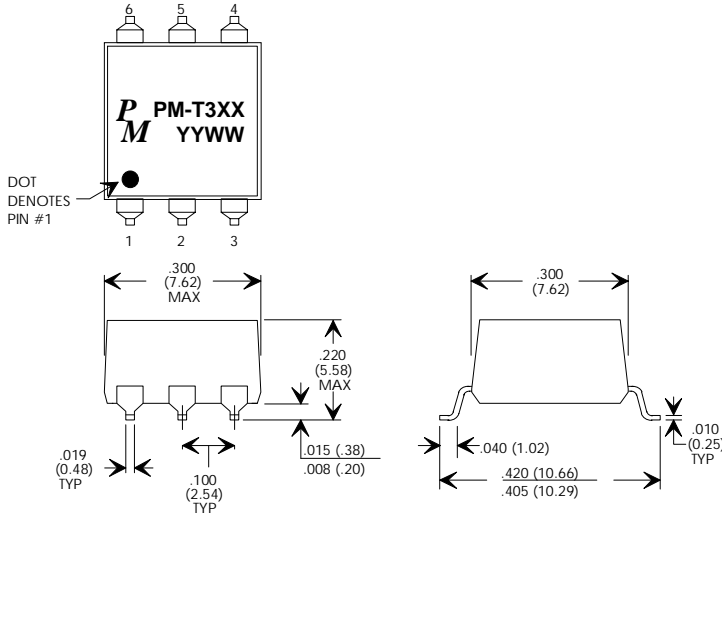 6 5 4
P M
PM-T3XX
YYWW
DOT
DENOTES
PIN #1
1 2 3
.300
(7.62)
MAX
.300
(7.62)
.220
(5.58)
MAX
.019
(0.48)
TYP
.100
(2.54)
TYP
.015 (.38)
.008 (.20)
.040 (1.02)
.420 (10.66)
.405 (10.29)
.010
(0.25)
TYP